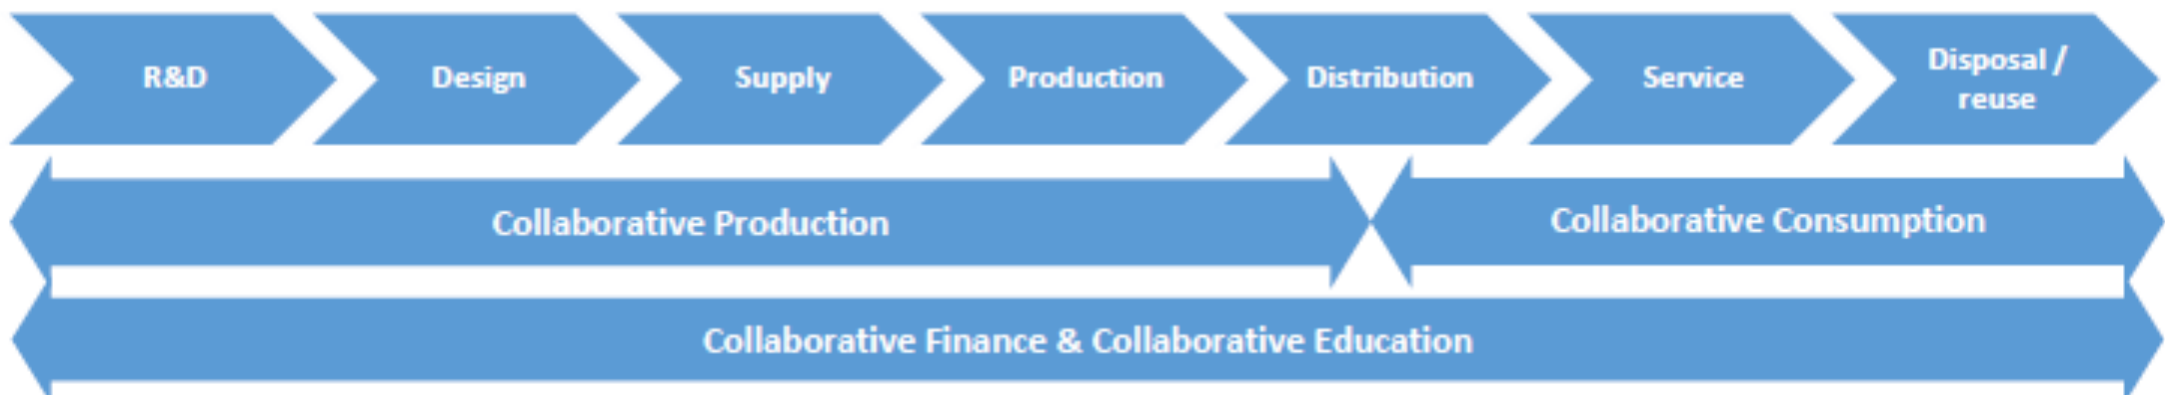 R&D
Design
Supply
Production
Distribution
Service
Disposal /
reuse
Collaborative Production
Collaborative Consumption
Collaborative Finance & Collaborative Education